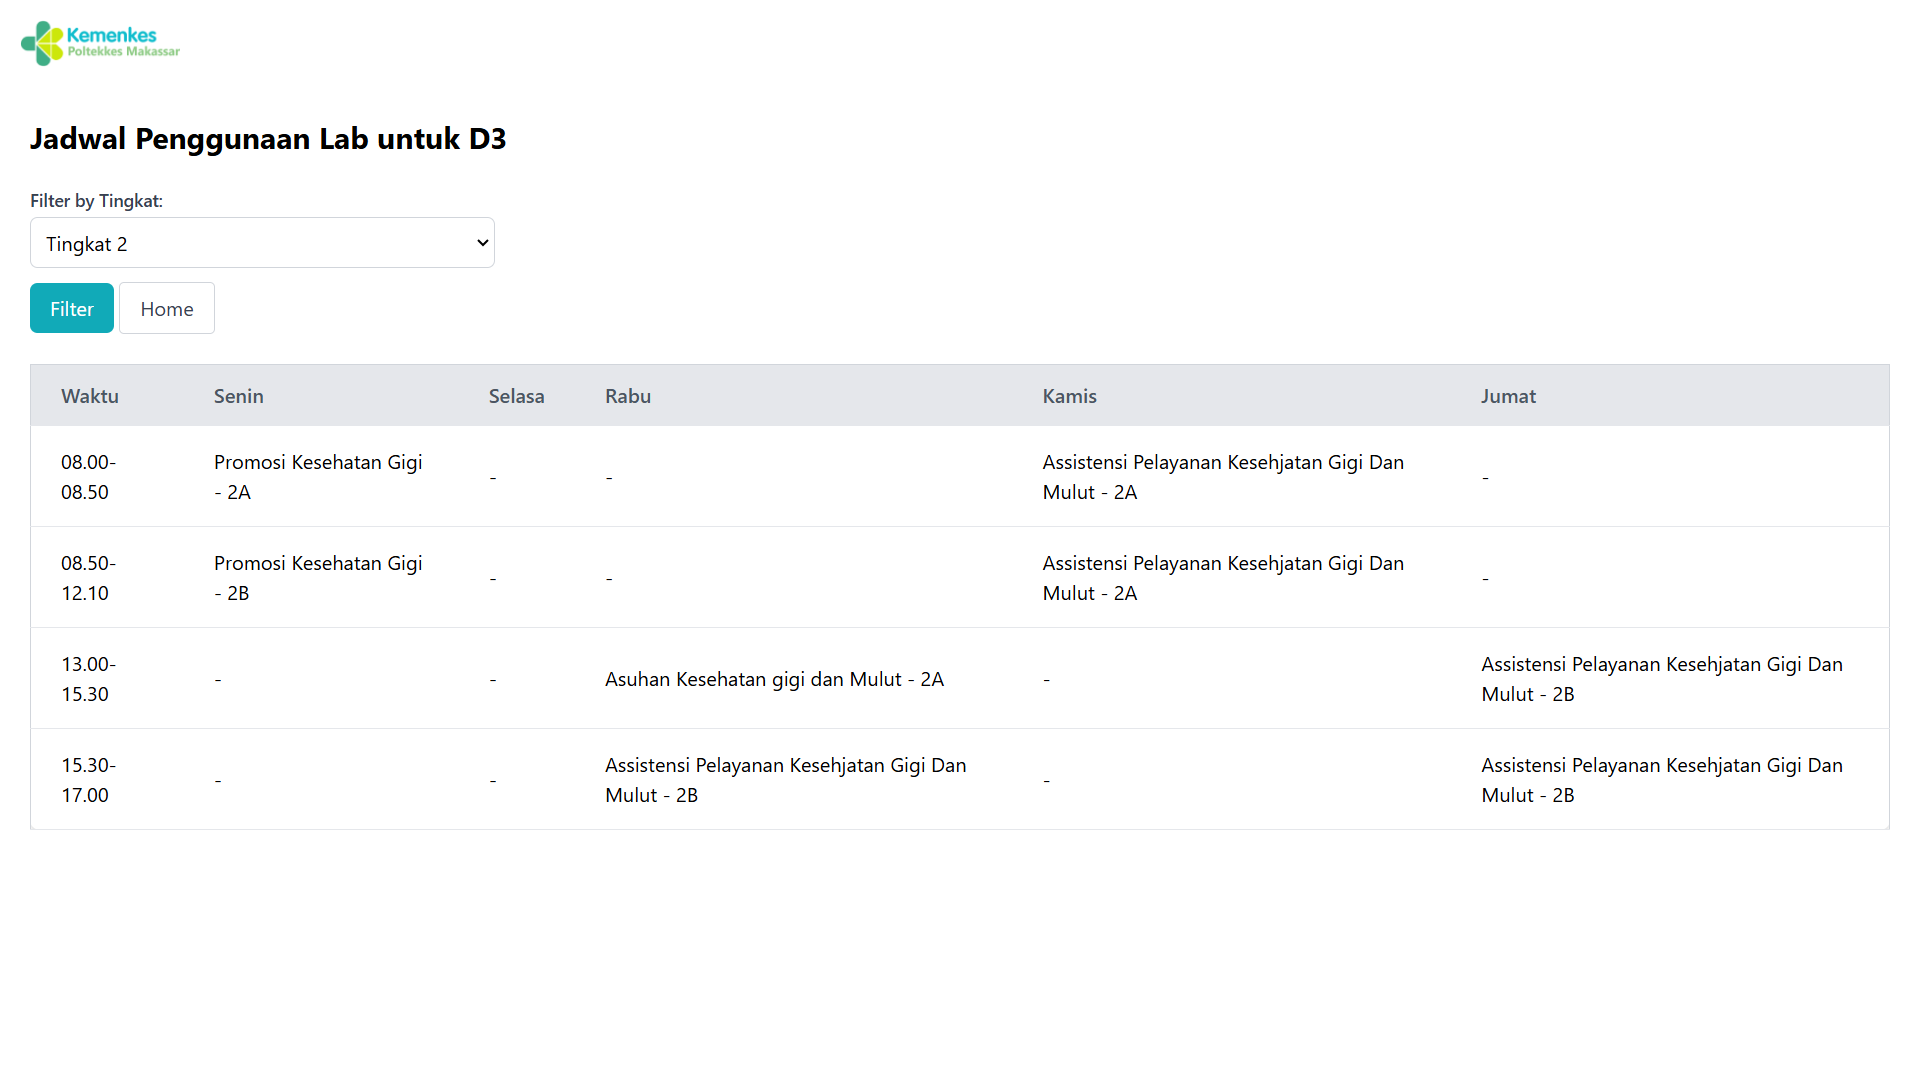 Kemenkes
Poltekkes Makassar
Jadwal Penggunaan Lab untuk D3
Filter by Tingkat:
Tingkat 2
Filter Home
Waktu Senin Selasa Rabu Kamis Jumat
08.00- Promosi Kesehatan Gigi - - Assistensi Pelayanan Kesehjatan Gigi Dan -
08.50 - 2A Mulut - 2A
08.50- Promosi Kesehatan Gigi - - Assistensi Pelayanan Kesehjatan Gigi Dan -
12.10 - 2B Mulut - 2A
13.00- - - Asuhan Kesehatan gigi dan Mulut - 2A - Assistensi Pelayanan Kesehjatan Gigi Dan
15.30 Mulut - 2B
15.30- - - Assistensi Pelayanan Kesehjatan Gigi Dan - Assistensi Pelayanan Kesehjatan Gigi Dan
17.00 Mulut - 2B Mulut - 2B